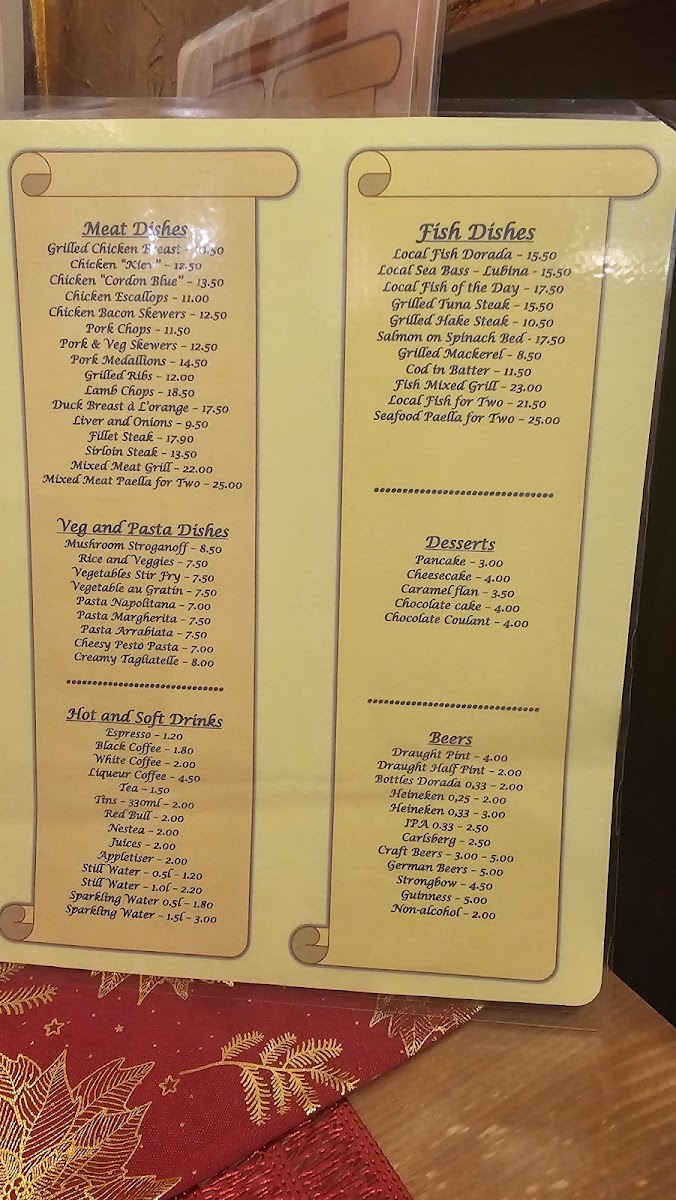 Meat Dishes
Grilled Chicken Breast - 10.50
Chicken "Kiev" - 12.50
Chicken "Cordon Blue" - 13.50
Chicken Escallops - 11.00
Chicken Bacon Skewers - 12.50
Pork Chops - 11.50
Pork & Veg Skewers - 12.50
Pork Medallions - 14.50
Grilled Ribs - 12.00
Lamb Chops - 18.50
Duck Breast à L'orange - 17.50
Liver and Onions - 9.50
Fillet Steak - 17.90
Sirloin Steak - 13.50
Mixed Meat Grill - 22.00
Mixed Meat Paella for Two - 25.00
Veg and Pasta Dishes
Mushroom Stroganoff - 8.50
Rice and Veggies - 7.50
Vegetables Stir Fry - 7.50
Vegetable au Gratin - 7.50
Pasta Napolitana - 7.00
Pasta Margherita - 7.50
Pasta Arrabiata - 7.50
Cheesy Pesto Pasta - 7.00
Creamy Tagliatelle - 8.00
Hot and Soft Drinks
Espresso - 1.20
Black Coffee - 1.80
White Coffee - 2.00
Liqueur Coffee - 4.50
Tea - 1.50
Tins - 330ml - 2.00
Red Bull - 2.00
Nestea - 2.00
Juices - 2.00
Appletiser - 2.00
Still Water - 0.5l - 1.20
Still Water - 1.0l - 2.20
Sparkling Water 0.5l - 1.80
Sparkling Water - 1.5l - 3.00
Fish Dishes
Local Fish Dorada - 15.50
Local Sea Bass - Lubina - 15.50
Local Fish of the Day - 17.50
Grilled Tuna Steak - 15.50
Grilled Hake Steak - 10.50
Salmon on Spinach Bed - 17.50
Grilled Mackerel - 8.50
Cod in Batter - 11.50
Fish Mixed Grill - 23.00
Local Fish for Two - 21.50
Seafood Paella for Two - 25.00
Desserts
Pancake - 3.00
Cheesecake - 4.00
Caramel flan - 3.50
Chocolate cake - 4.00
Chocolate Coulant - 4.00
Beers
Draught Pint - 4.00
Draught Half Pint - 2.00
Bottles Dorada 0,33 - 2.00
Heineken 0,25 - 2.00
Heineken 0,33 - 3.00
IPA 0.33 - 2.50
Carlsberg - 2.50
Craft Beers - 3.00 - 5.00
German Beers - 5.00
Strongbow - 4.50
Guinness - 5.00
Non-alcohol - 2.00